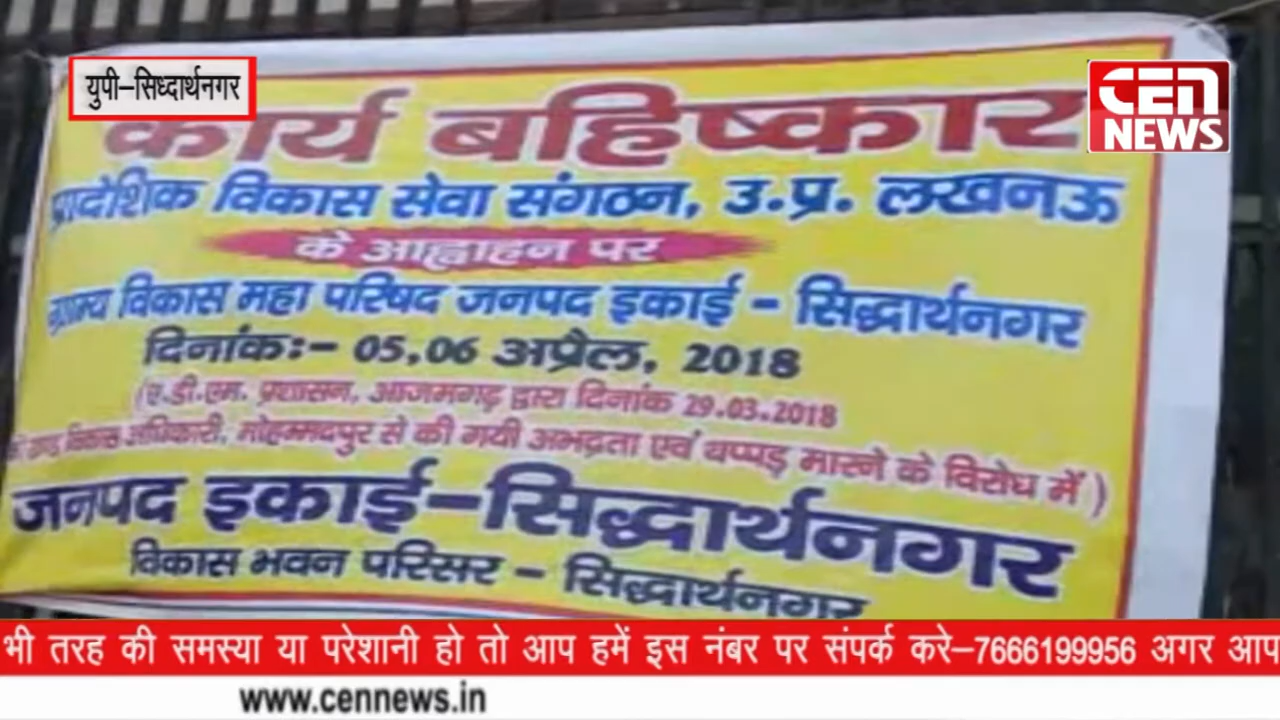 युपी–सिध्दार्थनगर
CEN
NEWS
कार्य बहिष्कार
प्रादेशिक विकास सेवा संगठन, उ.प्र. लखनऊ
के आह्वाहन पर
ग्राम्य विकास महा परिषद जनपद इकाई - सिद्धार्थनगर
दिनांकः- 05,06 अप्रैल, 2018
(ए.डी.एम. प्रशासन, आजमगढ़ द्वारा दिनांक 29.03.2018
विकास अधिकारी, मोहम्मदपुर से की गयी अभद्रता एवं थप्पड़ मारने के विरोध में )
जनपद इकाई-सिद्धार्थनगर
विकास भवन परिसर - सिद्धार्थनगर
भी तरह की समस्या या परेशानी हो तो आप हमें इस नंबर पर संपर्क करे–7666199956 अगर आप
www.cennews.in